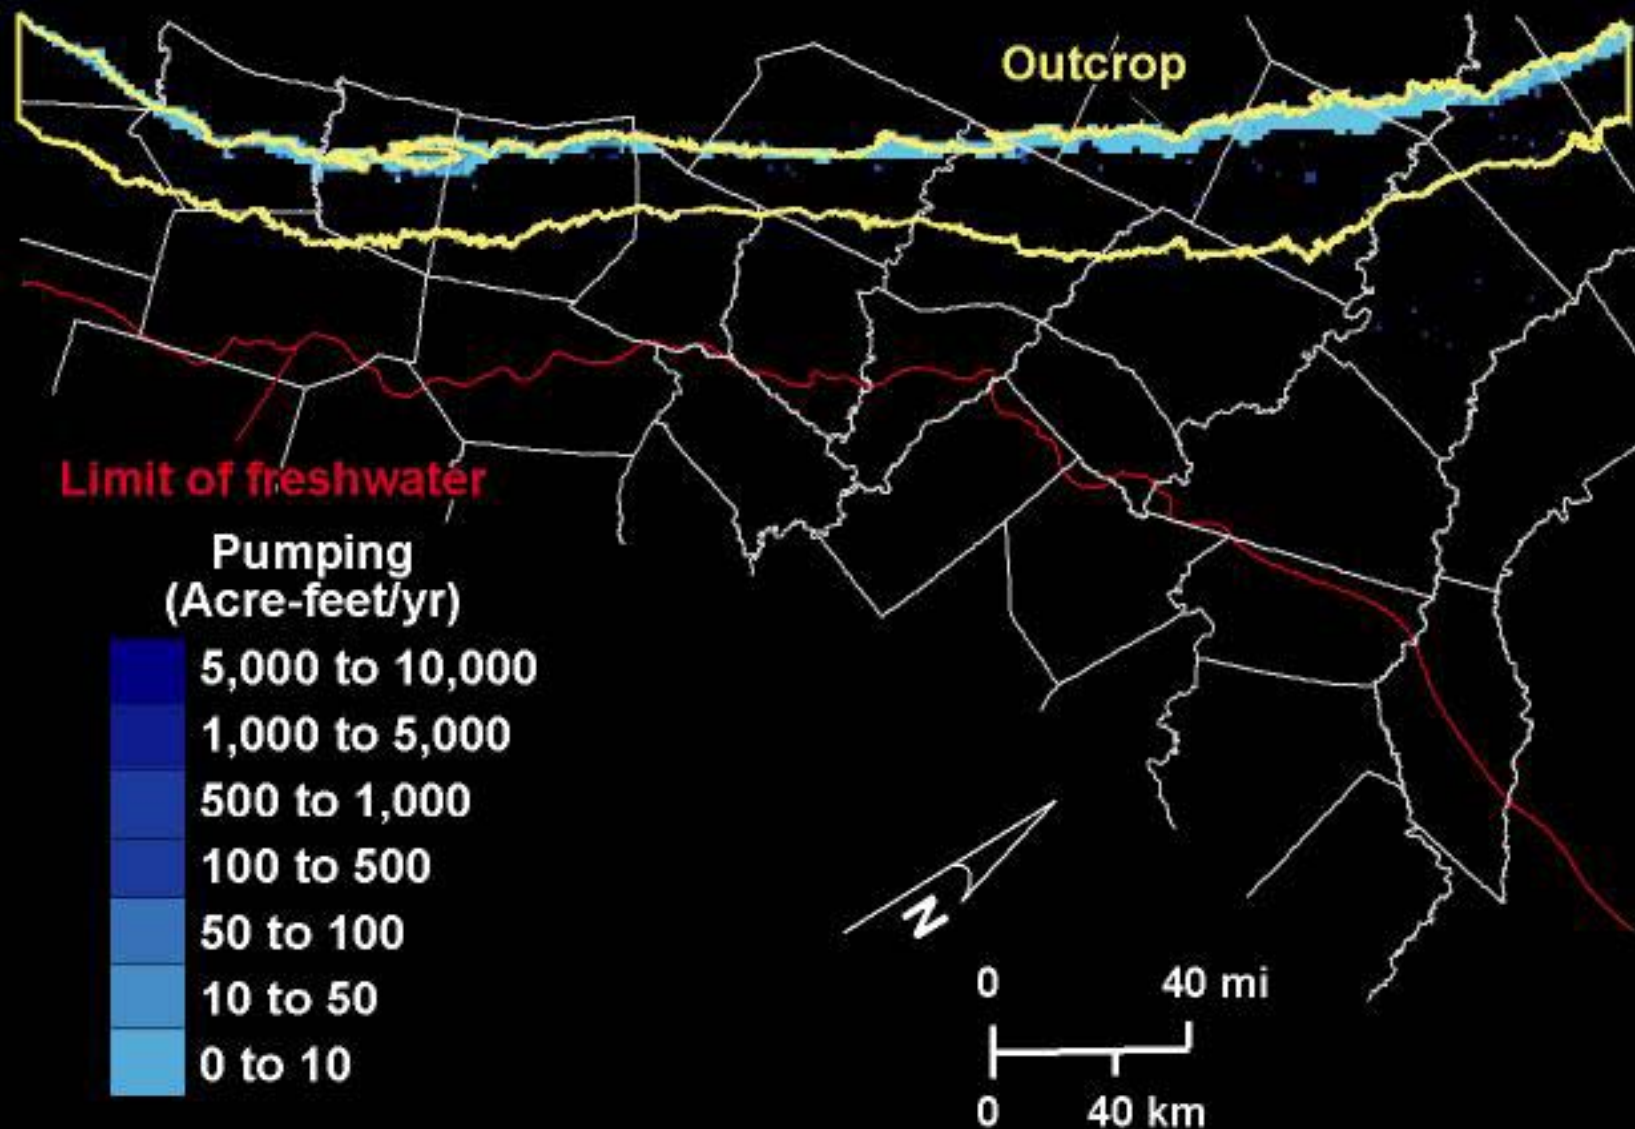 Outcrop
Limit of freshwater
Pumping
(Acre-feet/yr)
5,000 to 10,000
1,000 to 5,000
500 to 1,000
100 to 500
50 to 100
10 to 50
0 to 10
N
0 40 mi
0 40 km